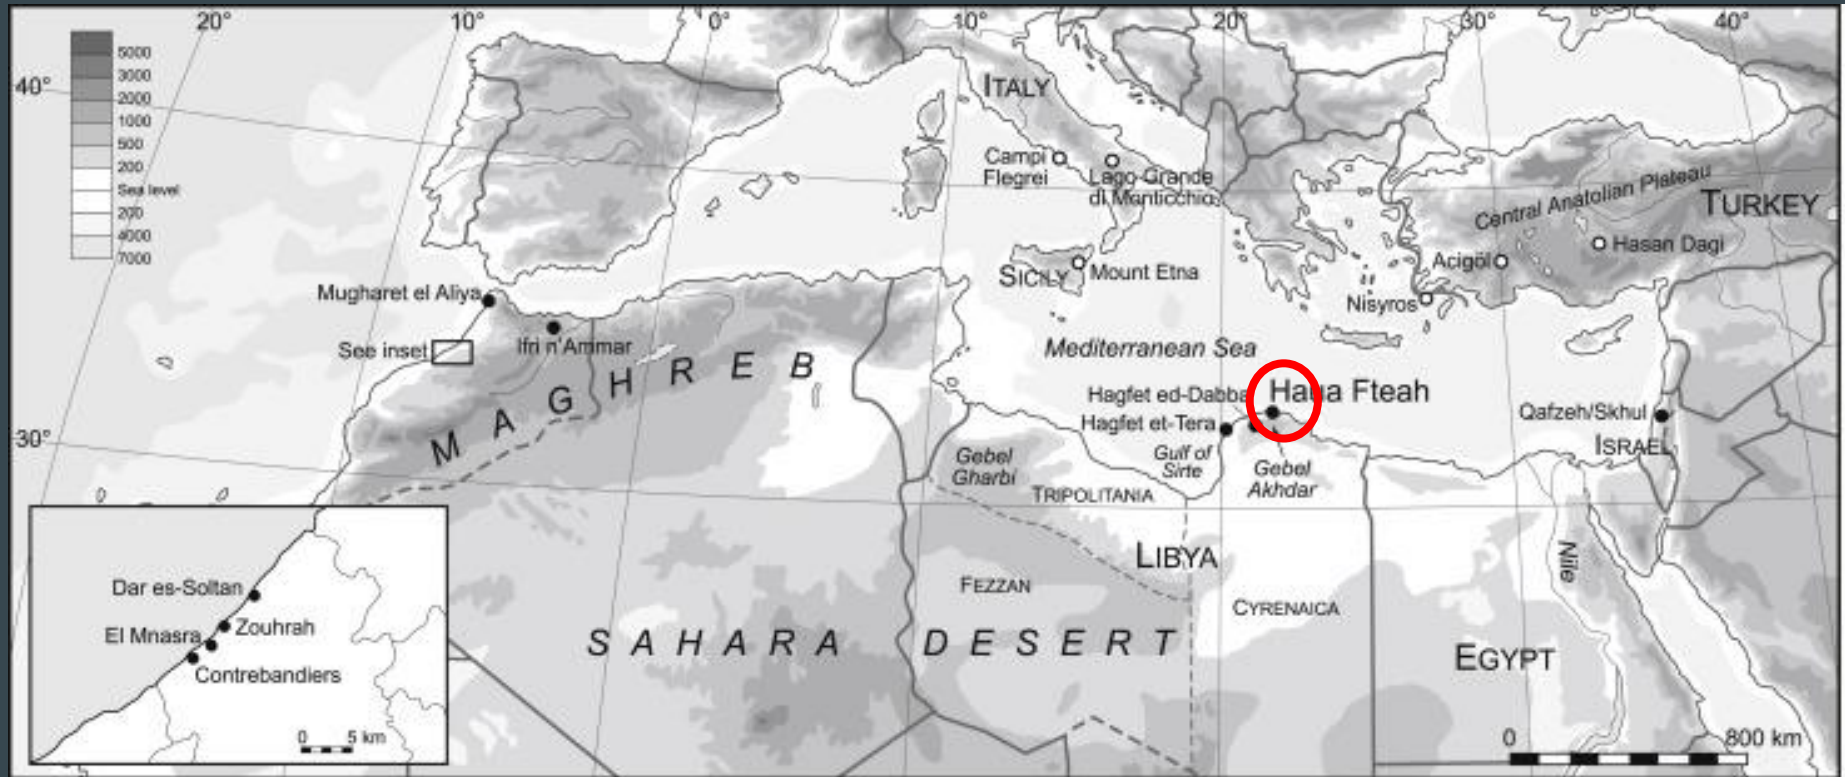 20°
10°
0°
10°
20°
30°
40°
40°
30°
5000
3000
2000
1000
500
200
Sea level
200
4000
7000
ITALY
Campi
Flegrei
Lago Grande
di Monticchio
SICILY
Mount Etna
Central Anatolian Plateau
TURKEY
Hasan Dagi
Acigöl
Nisyros
Mugharet el Aliya
See inset
Ifri n'Ammar
MAGHREB
Mediterranean Sea
Hagfet ed-Dabba
Haua Fteah
Hagfet et-Tera
Gulf of
Sirte
Gebel
Akhdar
Gebel
Gharbi
TRIPOLITANIA
Qafzeh/Skhul
ISRAEL
LIBYA
FEZZAN
CYRENAICA
Nile
SAHARA DESERT
EGYPT
Dar es-Soltan
Zouhrah
El Mnasra
Contrebandiers
0 5 km
0 800 km